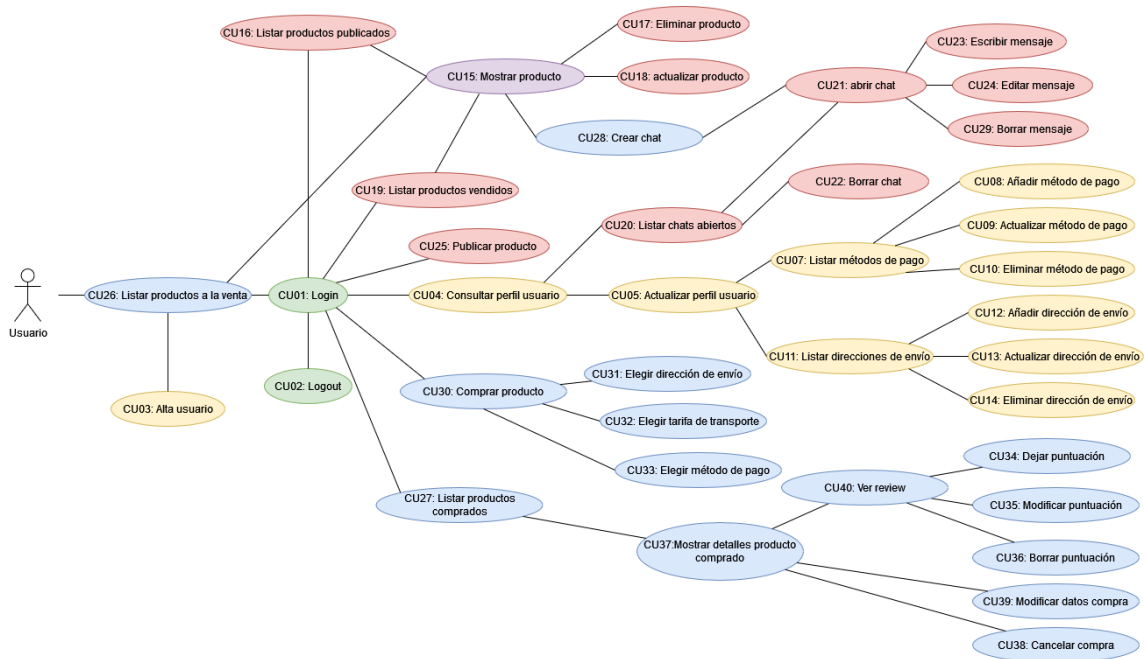 CU17: Eliminar producto
CU16: Listar productos publicados
CU23: Escribir mensaje
CU15: Mostrar producto
CU18: actualizar producto
CU21: abrir chat
CU24: Editar mensaje
CU28: Crear chat
CU29: Borrar mensaje
CU19: Listar productos vendidos
CU22: Borrar chat
CU08: Añadir método de pago
CU20: Listar chats abiertos
CU09: Actualizar método de pago
CU25: Publicar producto
CU07: Listar métodos de pago
CU10: Eliminar método de pago
Usuario
CU26: Listar productos a la venta
CU01: Login
CU04: Consultar perfil usuario
CU05: Actualizar perfil usuario
CU12: Añadir dirección de envío
CU11: Listar direcciones de envío
CU13: Actualizar dirección de envío
CU31: Elegir dirección de envío
CU02: Logout
CU30: Comprar producto
CU14: Eliminar dirección de envío
CU03: Alta usuario
CU32: Elegir tarifa de transporte
CU34: Dejar puntuación
CU33: Elegir método de pago
CU40: Ver review
CU27: Listar productos
comprados
CU35: Modificar puntuación
CU37:Mostrar detalles producto
comprado
CU36: Borrar puntuación
CU39: Modificar datos compra
CU38: Cancelar compra